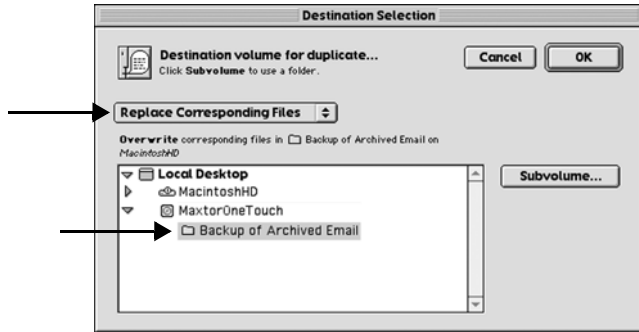 Destination Selection
Destination volume for duplicate...
Click Subvolume to use a folder.
Cancel
OK
Replace Corresponding Files
Overwrite corresponding files in Backup of Archived Email on
MacintoshHD
Local Desktop
MacintoshHD
MaxtorOneTouch
Backup of Archived Email
Subvolume...